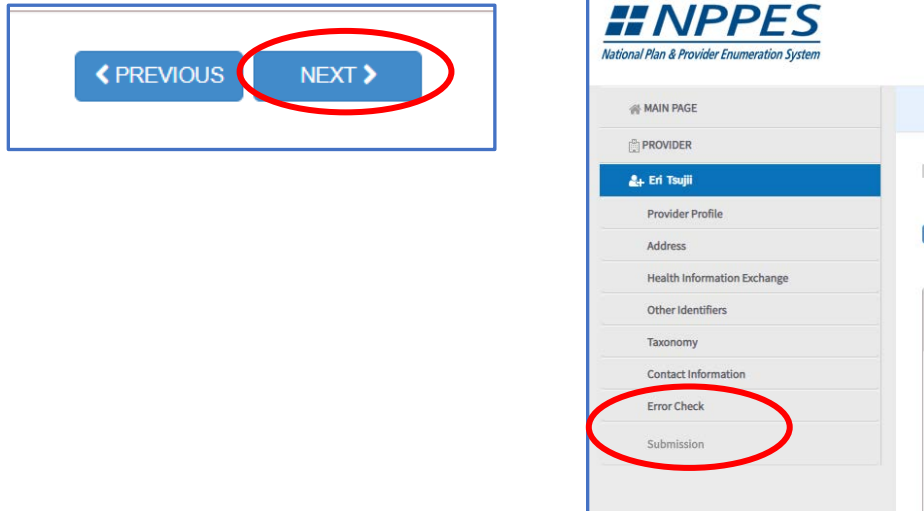 PREVIOUS
NEXT
NPPES
National Plan & Provider Enumeration System
MAIN PAGE
PROVIDER
Eri Tsujii
Provider Profile
Address
Health Information Exchange
Other Identifiers
Taxonomy
Contact Information
Error Check
Submission